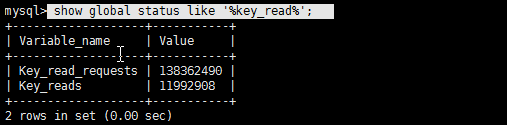 mysql> show global status like '%key_read%';
+-------------------+-----------+
| Variable_name     | Value     |
+-------------------+-----------+
| Key_read_requests | 138362490 |
| Key_reads         | 11992908  |
+-------------------+-----------+
2 rows in set (0.00 sec)